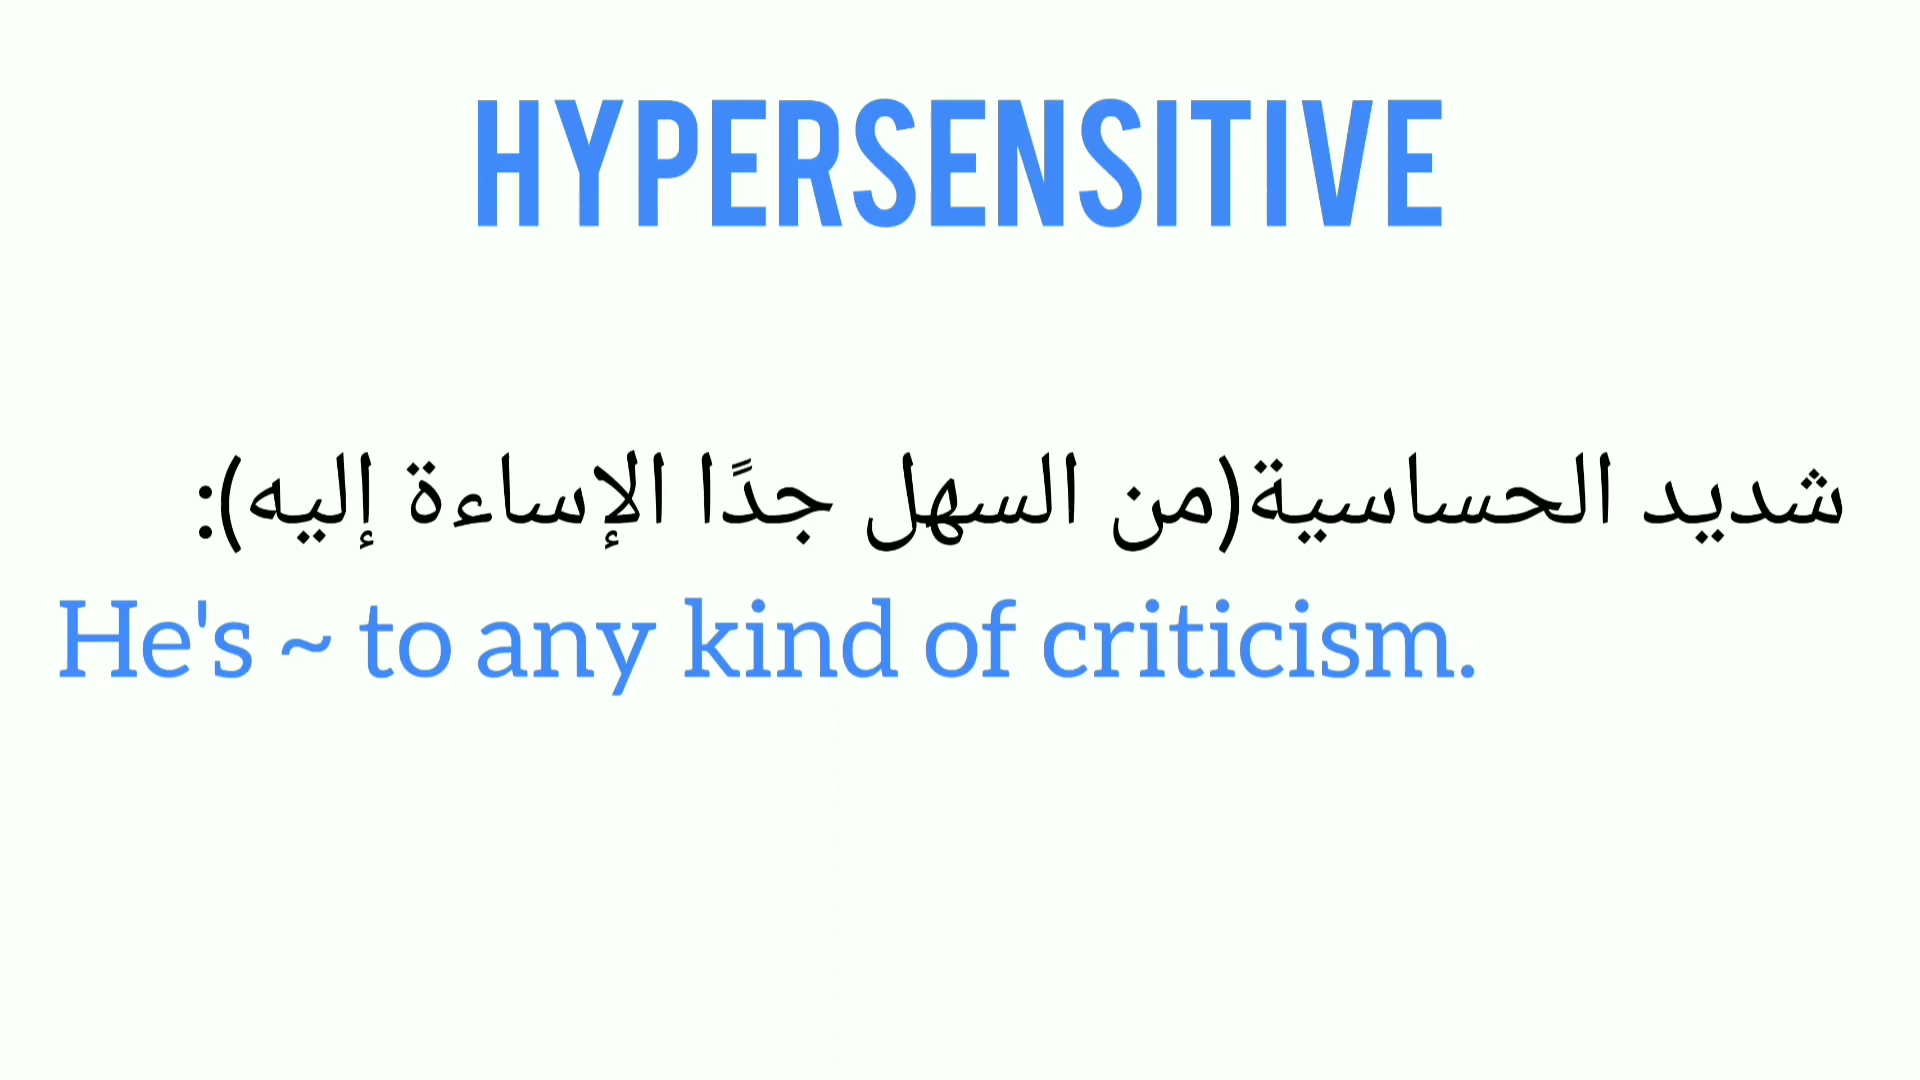 HYPERSENSITIVE
شديد الحساسية(من السهل جدًا الإساءة إليه):
He's ~ to any kind of criticism.